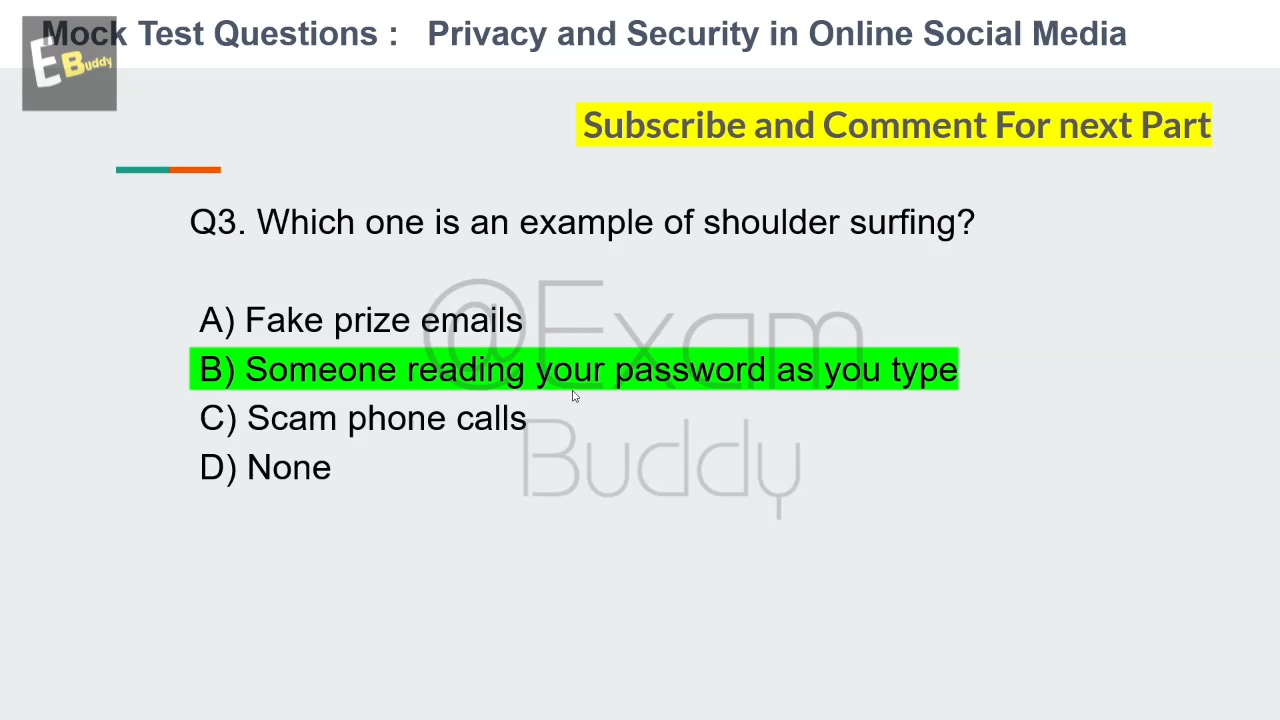 Mock Test Questions :   Privacy and Security in Online Social Media
E Buddy
Subscribe and Comment For next Part
Q3. Which one is an example of shoulder surfing?
A) Fake prize emails
B) Someone reading your password as you type
C) Scam phone calls
D) None
@Exam
Buddy